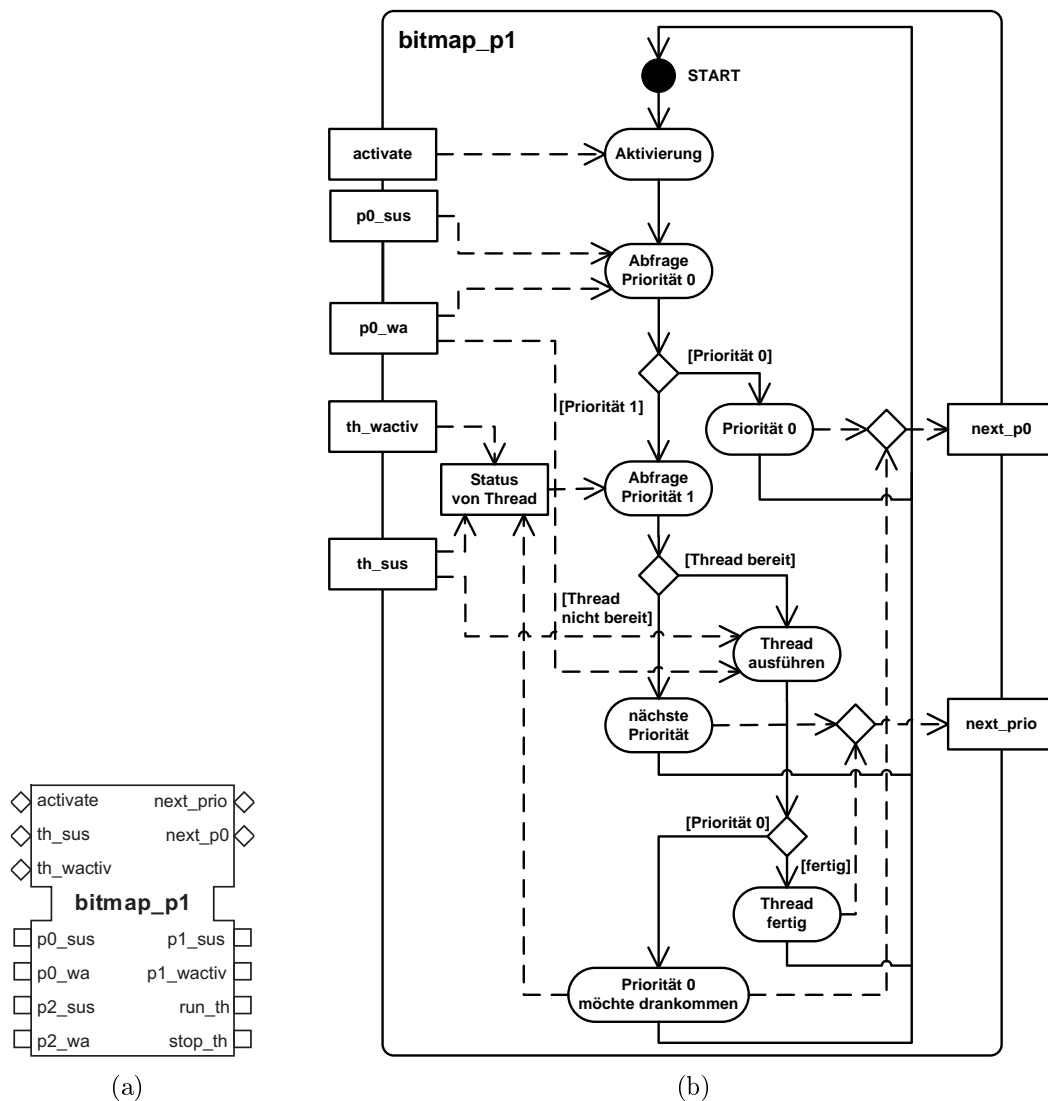 bitmap_p1
START
activate
Aktivierung
p0_sus
Abfrage
Priorität 0
p0_wa
[Priorität 0]
[Priorität 1]
th_wactiv
Priorität 0
next_p0
Status
von Thread
Abfrage
Priorität 1
th_sus
[Thread bereit]
[Thread
nicht bereit]
Thread
ausführen
nächste
Priorität
next_prio
[Priorität 0]
[fertig]
Thread
fertig
Priorität 0
möchte drankommen
activate next_prio
th_sus next_p0
th_wactiv
bitmap_p1
p0_sus p1_sus
p0_wa p1_wactiv
p2_sus run_th
p2_wa stop_th
(a)
(b)